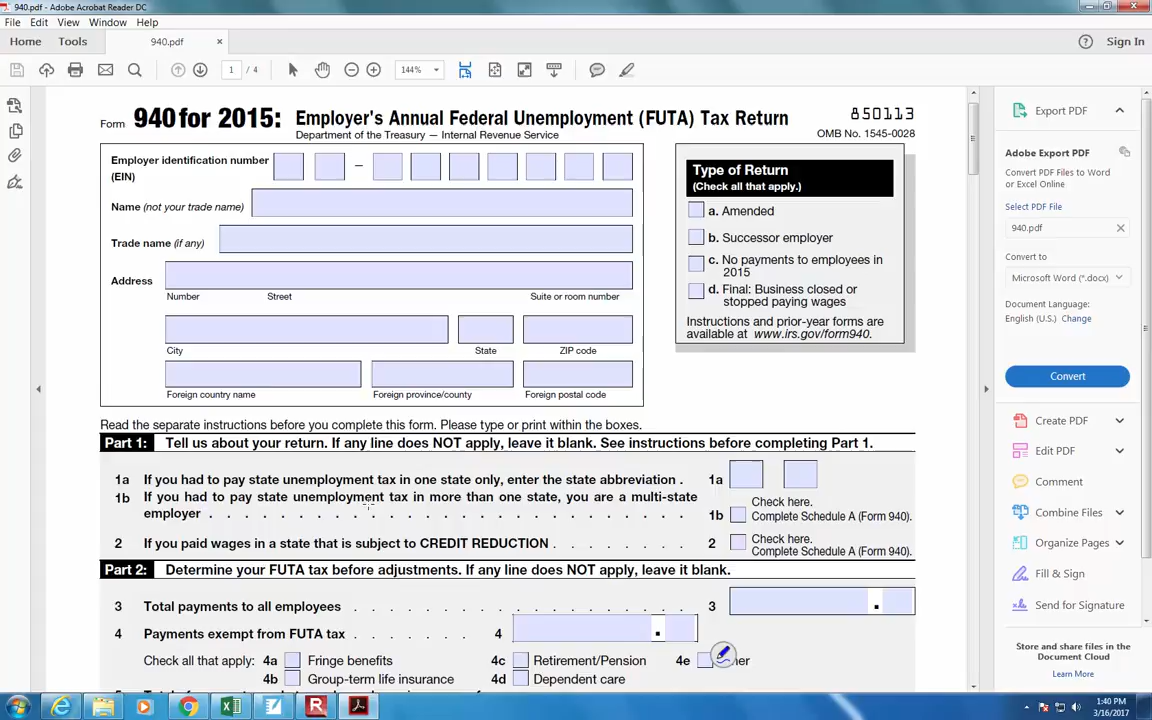 940.pdf - Adobe Acrobat Reader DC
File Edit View Window Help
Home Tools 940.pdf × Sign In
1 / 4 144%
Form 940 for 2015: Employer's Annual Federal Unemployment (FUTA) Tax Return
850113
Department of the Treasury — Internal Revenue Service
OMB No. 1545-0028
Employer identification number
(EIN)
–
Name (not your trade name)
Trade name (if any)
Address
Number Street Suite or room number
City State ZIP code
Foreign country name Foreign province/county Foreign postal code
Type of Return
(Check all that apply.)
a. Amended
b. Successor employer
c. No payments to employees in
2015
d. Final: Business closed or
stopped paying wages
Instructions and prior-year forms are
available at www.irs.gov/form940.
Read the separate instructions before you complete this form. Please type or print within the boxes.
Part 1: Tell us about your return. If any line does NOT apply, leave it blank. See instructions before completing Part 1.
1a If you had to pay state unemployment tax in one state only, enter the state abbreviation . 1a
1b If you had to pay state unemployment tax in more than one state, you are a multi-state
employer . . . . . . . . . . . . . . . . . . 1b
Check here.
Complete Schedule A (Form 940).
2 If you paid wages in a state that is subject to CREDIT REDUCTION . . . . . . . . 2
Check here.
Complete Schedule A (Form 940).
Part 2: Determine your FUTA tax before adjustments. If any line does NOT apply, leave it blank.
3 Total payments to all employees . . . . . . . . . . . . . . . . 3 .
4 Payments exempt from FUTA tax . . . . . . . 4 .
Check all that apply: 4a Fringe benefits 4c Retirement/Pension 4e
4b Group-term life insurance 4d Dependent care
Export PDF
Adobe Export PDF
Convert PDF Files to Word
or Excel Online
Select PDF File
940.pdf ×
Convert to
Microsoft Word (*.docx)
Document Language:
English (U.S.) Change
Convert
Create PDF
Edit PDF
Comment
Combine Files
Organize Pages
Fill & Sign
Send for Signature
Store and share files in the
Document Cloud
Learn More
1:40 PM
3/16/2017